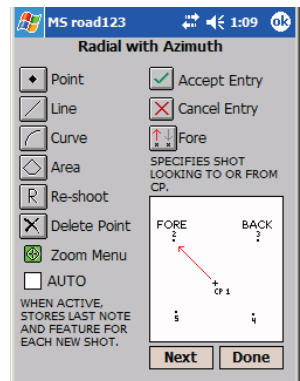 MS road123 1:09 ok
Radial with Azimuth
Point
Line
Curve
Area
R Re-shoot
Delete Point
Zoom Menu
AUTO
WHEN ACTIVE,
STORES LAST NOTE
AND FEATURE FOR
EACH NEW SHOT.
Accept Entry
Cancel Entry
Fore
SPECIFIES SHOT
LOOKING TO OR FROM
CP.
FORE BACK
2 3
CP 1
5 4
Next Done